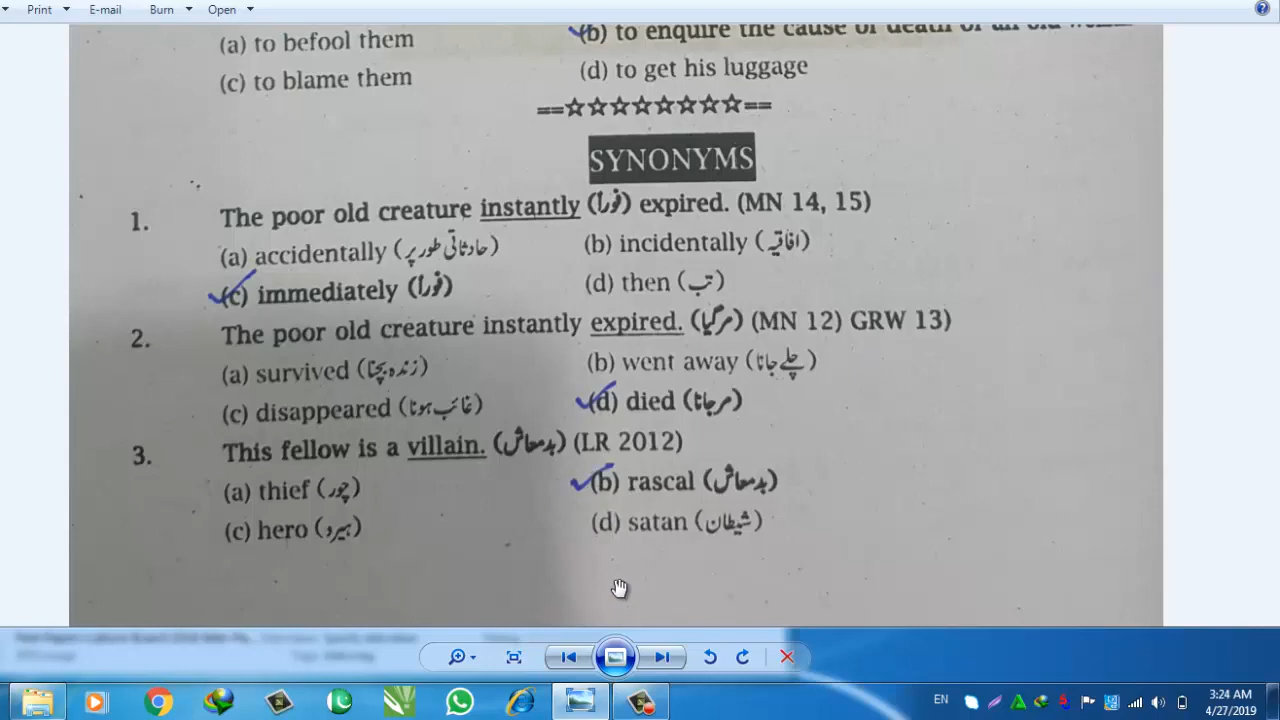 Print E-mail Burn Open
(a) to befool them (b) to enquire the cause of death of an old
(c) to blame them (d) to get his luggage
==☆☆☆☆☆☆☆☆==
SYNONYMS
1. The poor old creature instantly (فورا) expired. (MN 14, 15)
(a) accidentally (حادثاتی طور پر) (b) incidentally (اتفاقیہ)
(c) immediately (فورا) (d) then (تب)
2. The poor old creature instantly expired. (مر گیا) (MN 12) GRW 13)
(a) survived (زندہ بچنا) (b) went away (چلے جانا)
(c) disappeared (غائب ہونا) (d) died (مر جانا)
3. This fellow is a villain. (بدمعاش) (LR 2012)
(a) thief (چور) (b) rascal (بدمعاش)
(c) hero (ہیرو) (d) satan (شیطان)
EN 3:24 AM
4/27/2019